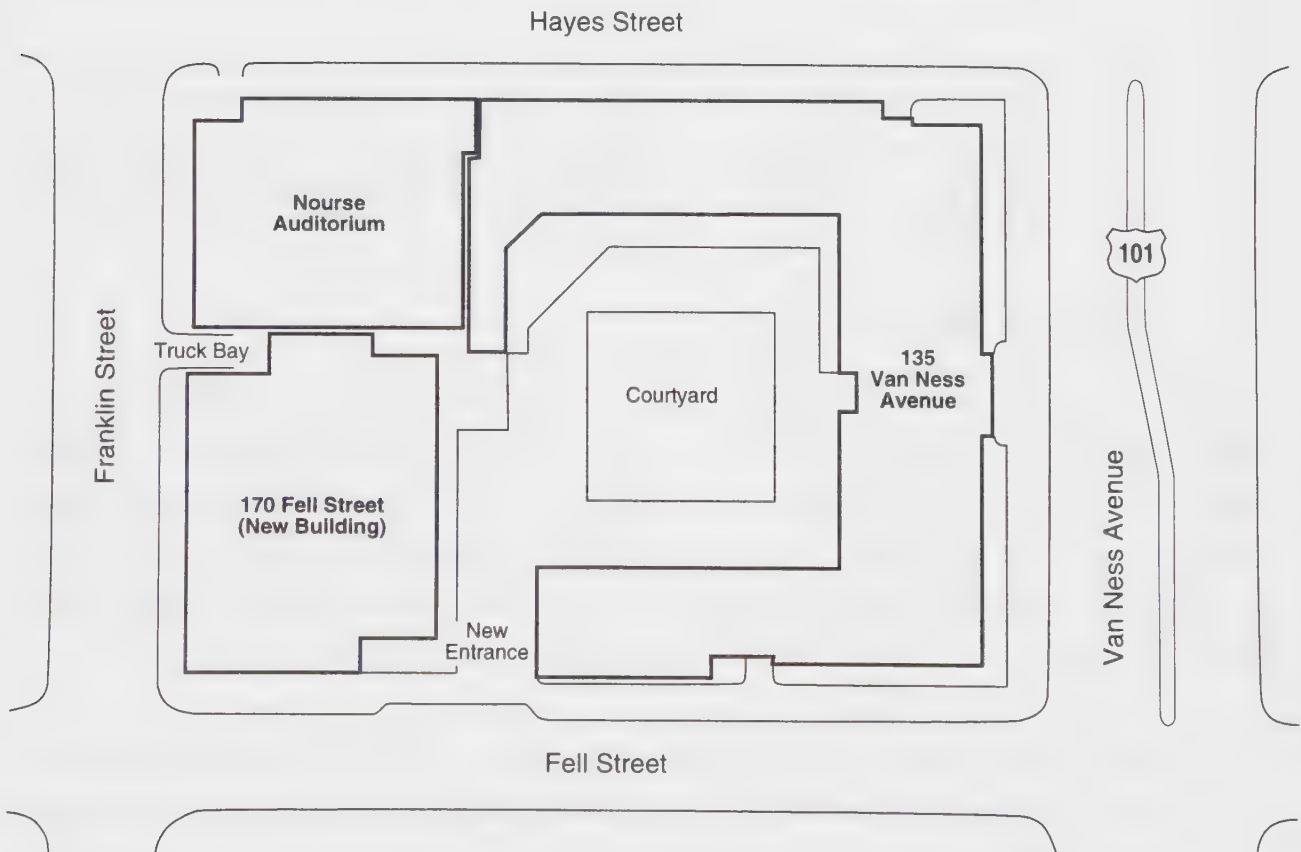 Hayes Street
Nourse
Auditorium
101
Franklin Street
Truck Bay
135
Van Ness
Avenue
Courtyard
170 Fell Street
(New Building)
Van Ness Avenue
New
Entrance
Fell Street